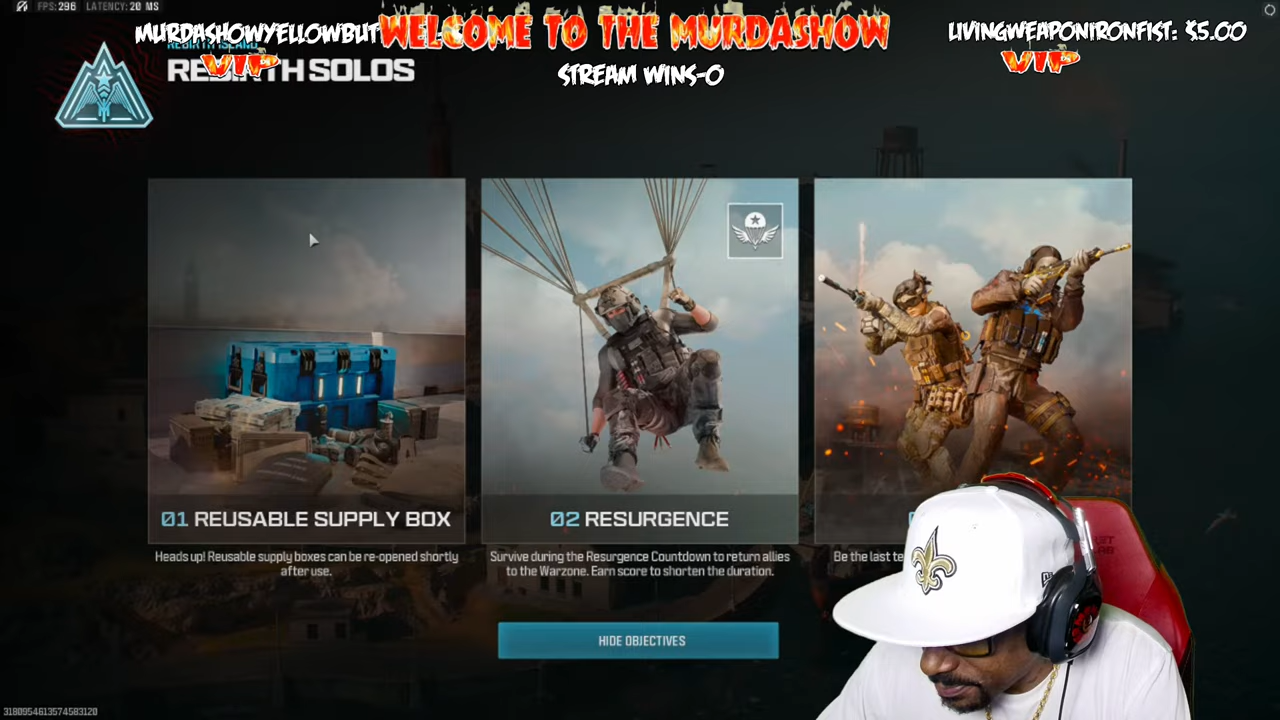 FPS: 296 LATENCY: 20 MS
MURDASHOWYELLOWBUT
WELCOME TO THE MURDASHOW
LIVINGWEAPONIRONFIST: $5.00
REBIRTH ISLAND
VIP
VIP
REBIRTH SOLOS
STREAM WINS-0
01 REUSABLE SUPPLY BOX
02 RESURGENCE
Heads up! Reusable supply boxes can be re-opened shortly
after use.
Survive during the Resurgence Countdown to return allies
to the Warzone. Earn score to shorten the duration.
Be the last te
HIDE OBJECTIVES
3180954613574583120